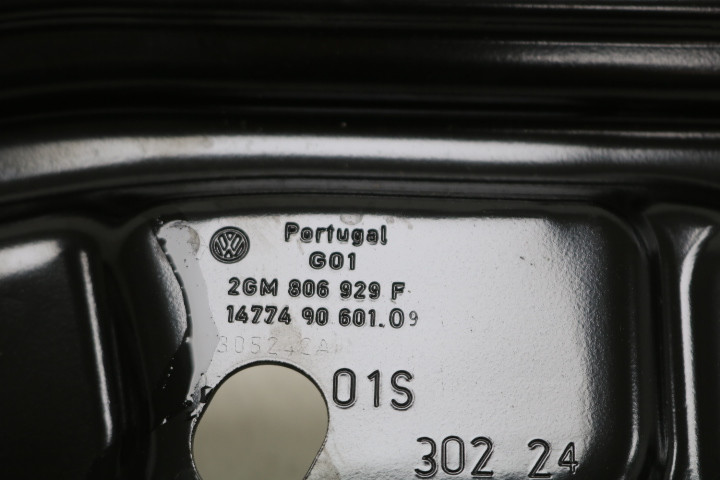 Portugal
G01
2GM 806 929 F
14774 90 601.09
305242A
01S
302 24